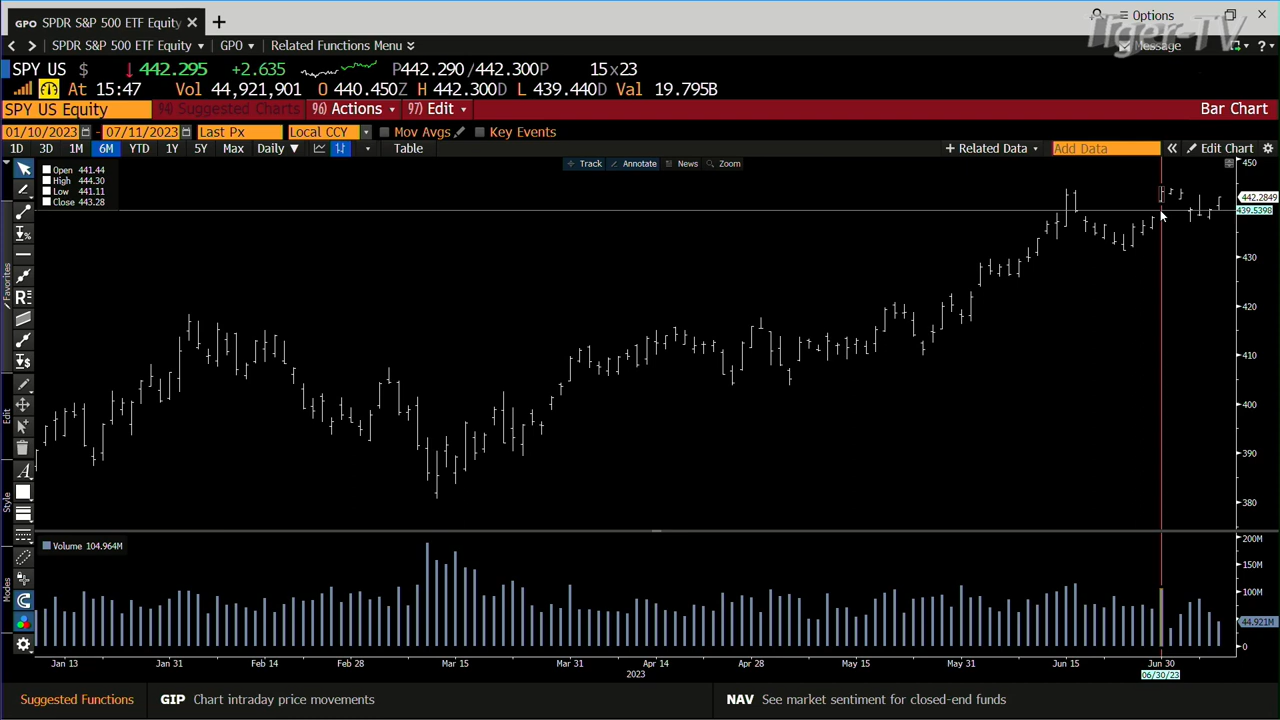 GPO SPDR S&P 500 ETF Equity × +
Options
Tiger-TV
SPDR S&P 500 ETF Equity GPO Related Functions Menu Message ?
SPY US $ ↓442.295 +2.635 P442.290/442.300P 15x23
At 15:47 Vol 44,921,901 O 440.450Z H 442.300D L 439.440D Val 19.795B
SPY US Equity 94) Suggested Charts 96) Actions 97) Edit Bar Chart
01/10/2023 - 07/11/2023 Last Px Local CCY Mov Avgs Key Events
1D 3D 1M 6M YTD 1Y 5Y Max Daily ▼ Table + Related Data Add Data « Edit Chart
Track Annotate News Zoom
Open 441.44
High 444.30
Low 441.11
Close 443.28
450
442.2849
439.5398
430
420
410
400
390
380
Favorites
Edit
Style
Modes
R
A
Volume 104.964M
200M
150M
100M
44.921M
0
Jan 13 Jan 31 Feb 14 Feb 28 Mar 15 Mar 31 Apr 14 Apr 28 May 15 May 31 Jun 15 Jun 30
2023
06/30/23
Suggested Functions GIP Chart intraday price movements NAV See market sentiment for closed-end funds